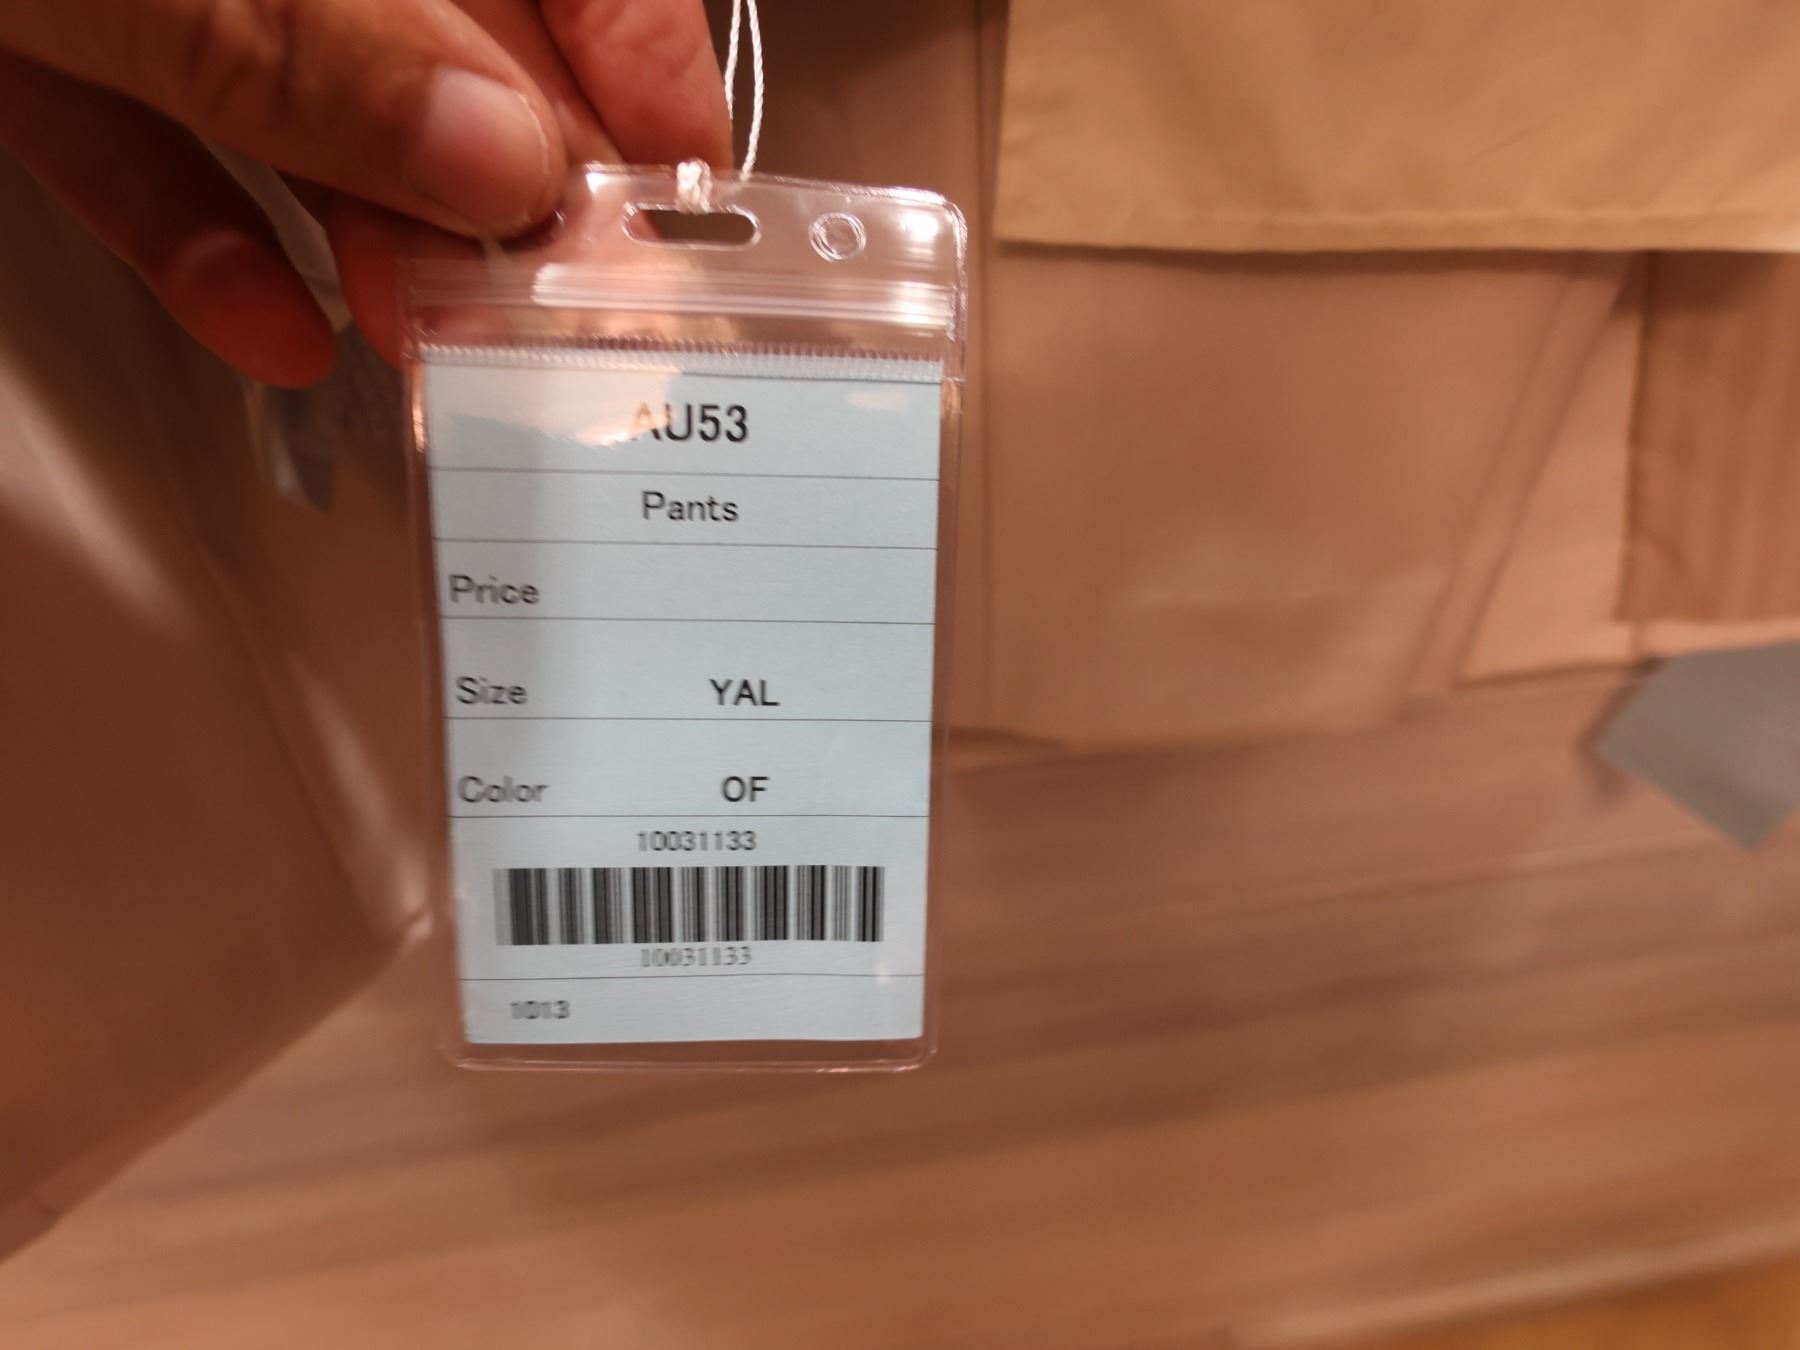 AU53
Pants
Price
Size YAL
Color OF
10031133
10031133
1013